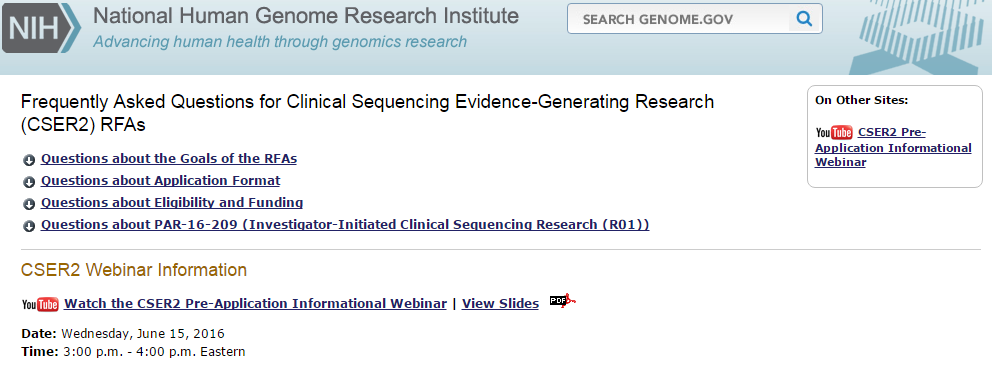 NIH
National Human Genome Research Institute
Advancing human health through genomics research
SEARCH GENOME.GOV
Frequently Asked Questions for Clinical Sequencing Evidence-Generating Research
(CSER2) RFAs
Questions about the Goals of the RFAs
Questions about Application Format
Questions about Eligibility and Funding
Questions about PAR-16-209 (Investigator-Initiated Clinical Sequencing Research (R01))
On Other Sites:
YouTube CSER2 Pre-
Application Informational
Webinar
CSER2 Webinar Information
YouTube Watch the CSER2 Pre-Application Informational Webinar | View Slides PDF
Date: Wednesday, June 15, 2016
Time: 3:00 p.m. - 4:00 p.m. Eastern